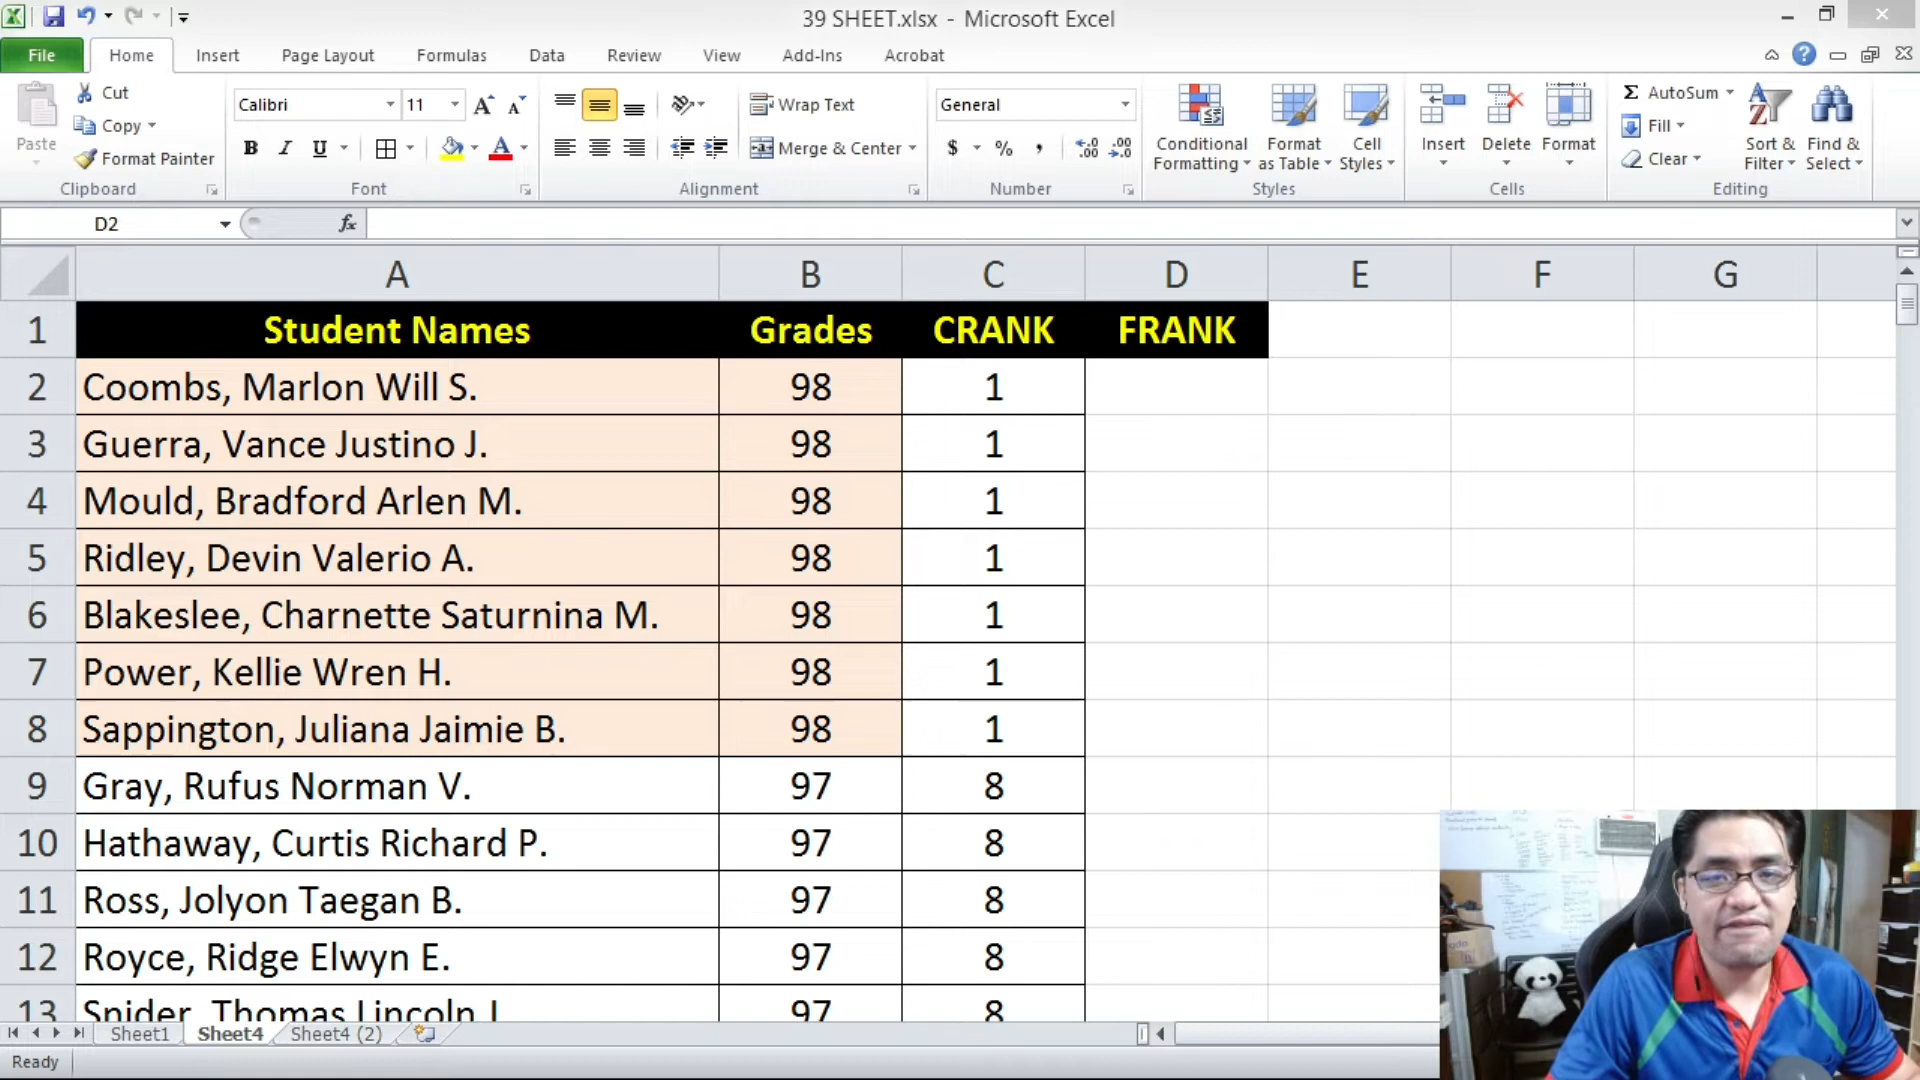 39 SHEET.xlsx - Microsoft Excel
File Home Insert Page Layout Formulas Data Review View Add-Ins Acrobat
Paste
Cut
Copy
Format Painter
Clipboard
Calibri 11
B I U
Font
Wrap Text
Merge & Center
Alignment
General
$ % ,
Number
Conditional
Formatting
Format
as Table
Cell
Styles
Styles
Insert Delete Format
Cells
Σ AutoSum
Fill
Clear
Sort &
Filter
Find &
Select
Editing
D2 fx
A B C D E F G
1 Student Names Grades CRANK FRANK
2 Coombs, Marlon Will S. 98 1
3 Guerra, Vance Justino J. 98 1
4 Mould, Bradford Arlen M. 98 1
5 Ridley, Devin Valerio A. 98 1
6 Blakeslee, Charnette Saturnina M. 98 1
7 Power, Kellie Wren H. 98 1
8 Sappington, Juliana Jaimie B. 98 1
9 Gray, Rufus Norman V. 97 8
10 Hathaway, Curtis Richard P. 97 8
11 Ross, Jolyon Taegan B. 97 8
12 Royce, Ridge Elwyn E. 97 8
13 Snider, Thomas Lincoln 97 8
Sheet1 Sheet4 Sheet4 (2)
Ready